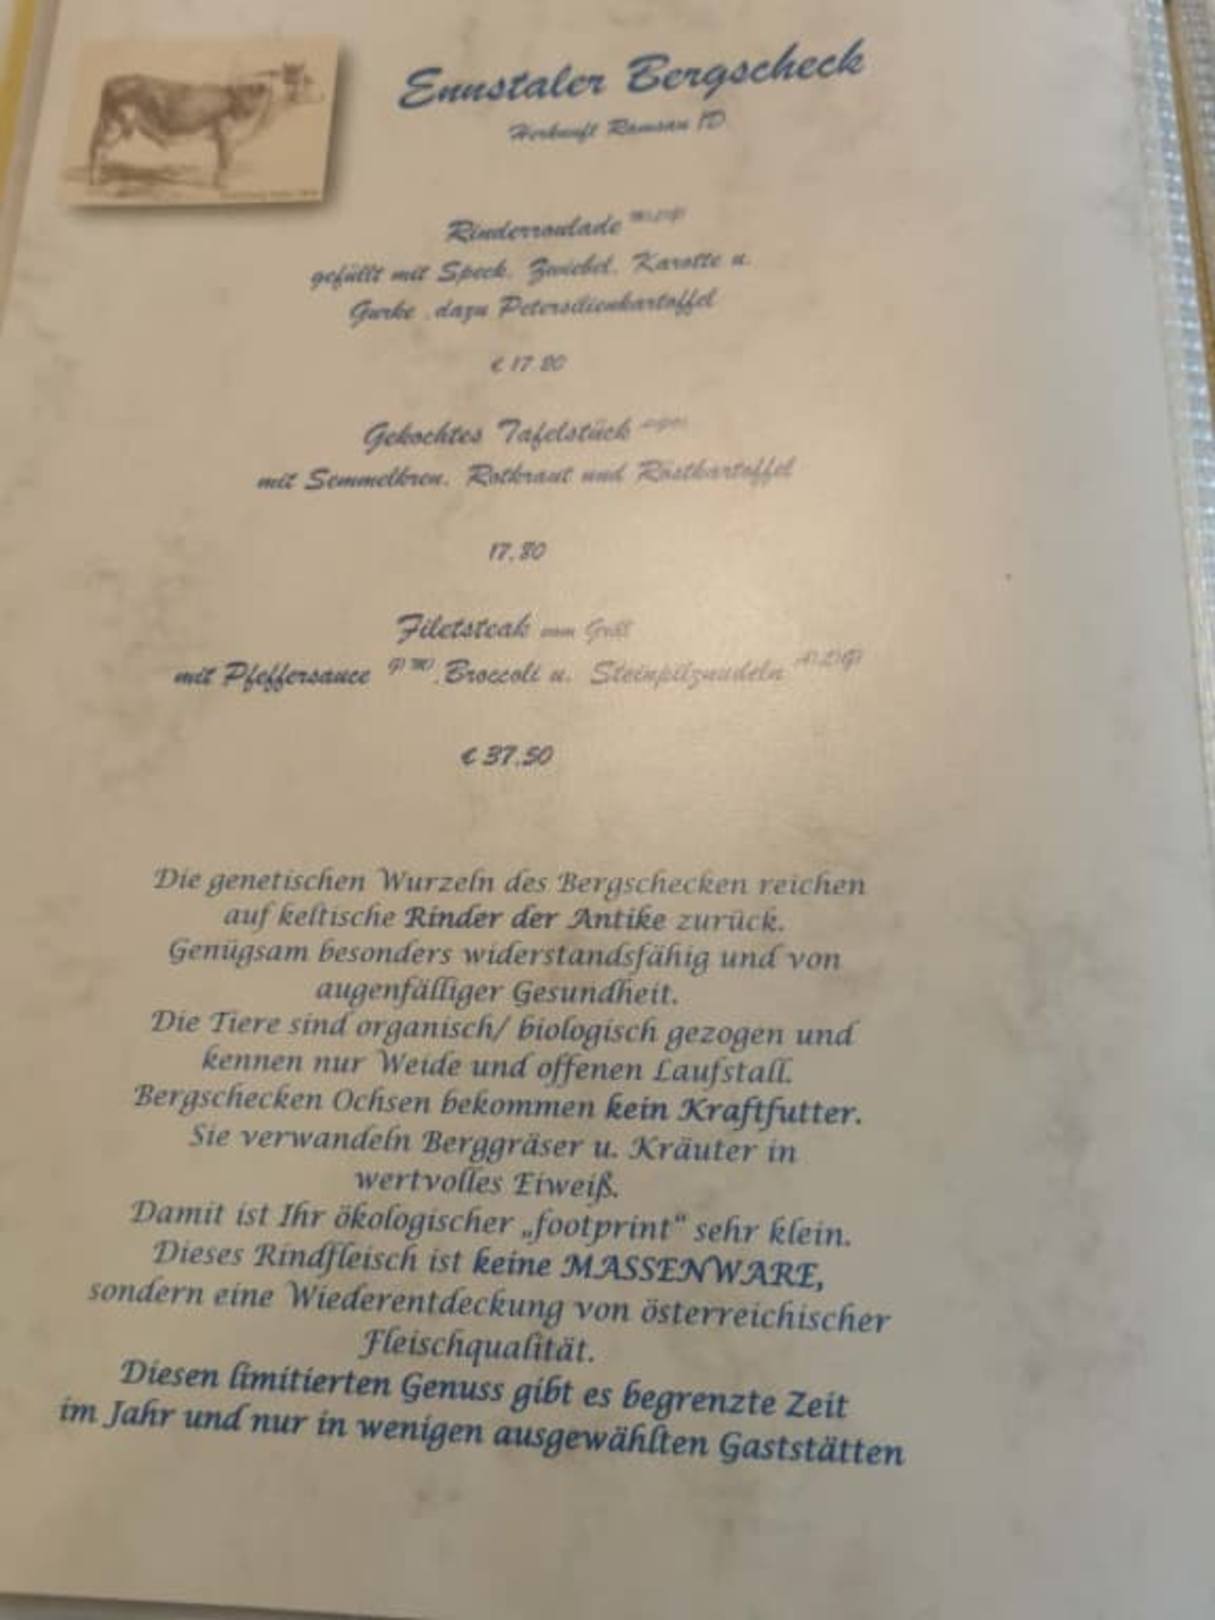 Ennstaler Bergscheck
Herkunft Ramsau ID
Rinderroulade
gefüllt mit Speck, Zwiebel, Karotte u.
Gurke , dazu Petersilienkartoffel
€ 17.20
Gekochtes Tafelstück
mit Semmelkren, Rotkraut und Röstkartoffel
17,80
Filetsteak vom Grill
mit Pfeffersauce G) M) , Broccoli u. Steinpilznudeln A) L) G)
€ 37,50
Die genetischen Wurzeln des Bergschecken reichen
auf keltische Rinder der Antike zurück.
Genügsam besonders widerstandsfähig und von
augenfälliger Gesundheit.
Die Tiere sind organisch/ biologisch gezogen und
kennen nur Weide und offenen Laufstall.
Bergschecken Ochsen bekommen kein Kraftfutter.
Sie verwandeln Berggräser u. Kräuter in
wertvolles Eiweiß.
Damit ist Ihr ökologischer „footprint“ sehr klein.
Dieses Rindfleisch ist keine MASSENWARE,
sondern eine Wiederentdeckung von österreichischer
Fleischqualität.
Diesen limitierten Genuss gibt es begrenzte Zeit
im Jahr und nur in wenigen ausgewählten Gaststätten